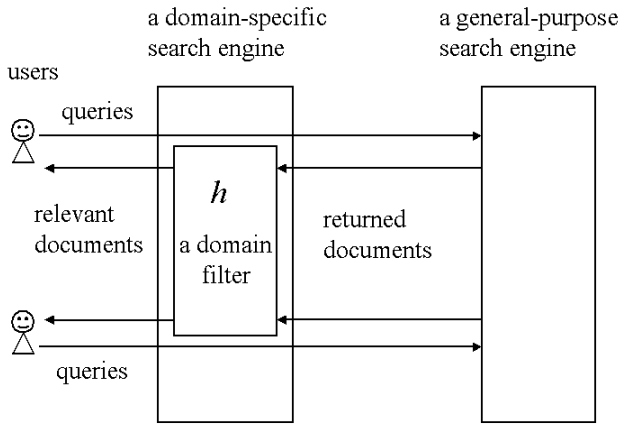 a domain-specific
search engine
a general-purpose
search engine
users
queries
h
a domain
filter
relevant
documents
returned
documents
queries